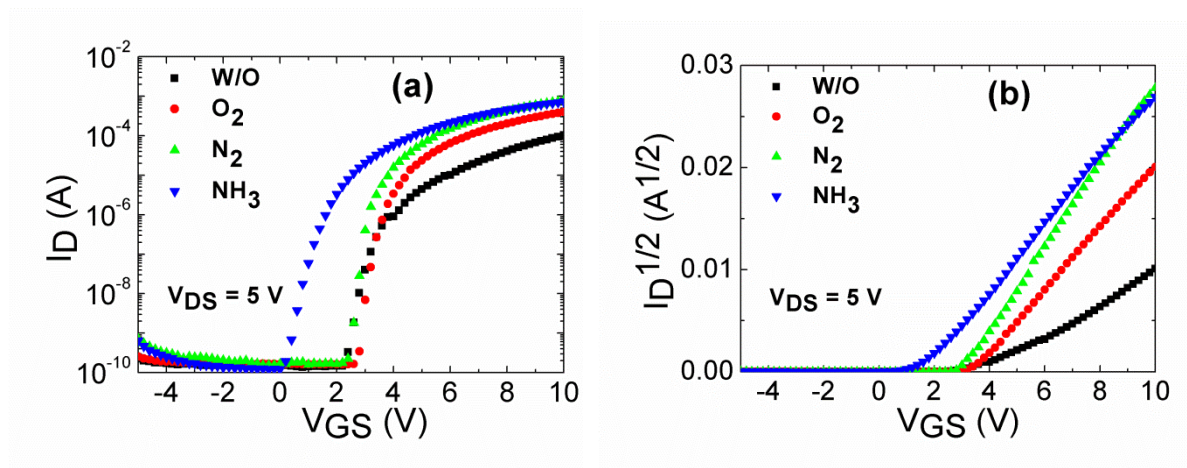 (a)
I_D (A)
10^-2
10^-4
10^-6
10^-8
10^-10
W/O
O_2
N_2
NH_3
V_DS = 5 V
-4 -2 0 2 4 6 8 10
V_GS (V)
(b)
I_D^1/2 (A^1/2)
0.03
0.02
0.01
0.00
W/O
O_2
N_2
NH_3
V_DS = 5 V
-4 -2 0 2 4 6 8 10
V_GS (V)